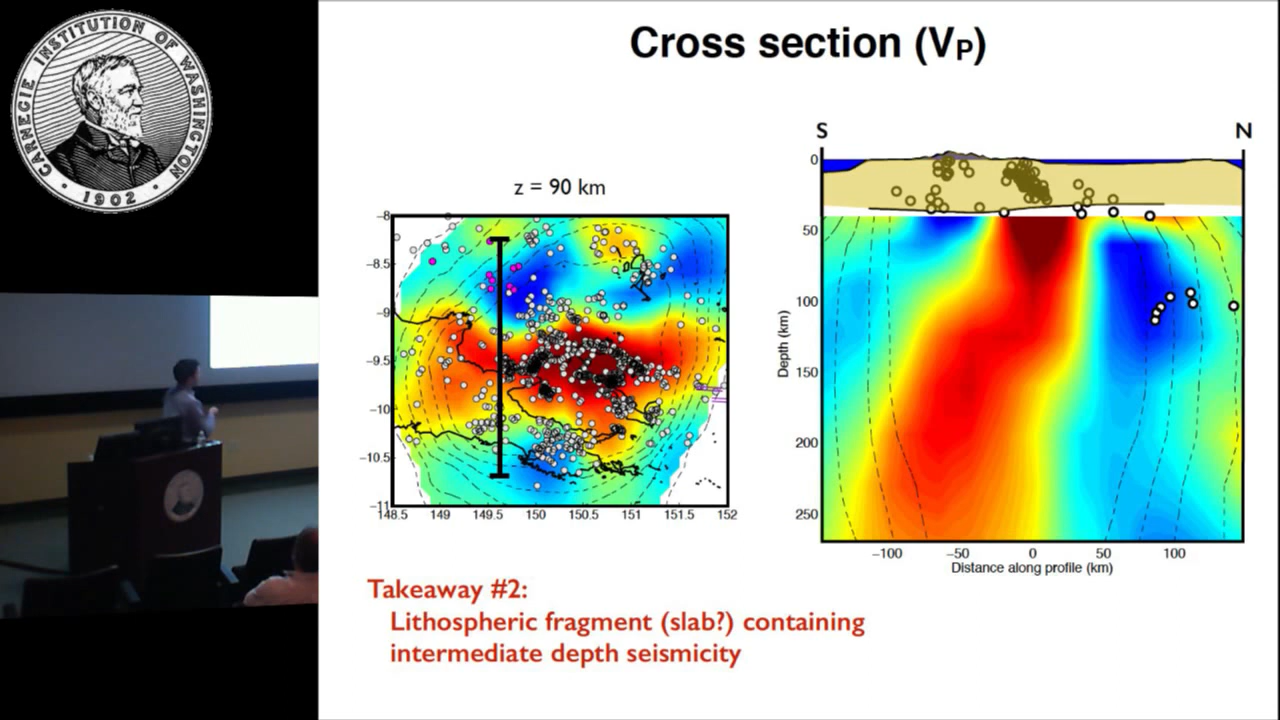 CARNEGIE INSTITUTION OF WASHINGTON
1902
Cross section (VP)
z = 90 km
-8
-8.5
-9
-9.5
-10
-10.5
-11
148.5 149 149.5 150 150.5 151 151.5 152
S N
0
50
100
150
200
250
Depth (km)
-100 -50 0 50 100
Distance along profile (km)
Takeaway #2:
Lithospheric fragment (slab?) containing
intermediate depth seismicity